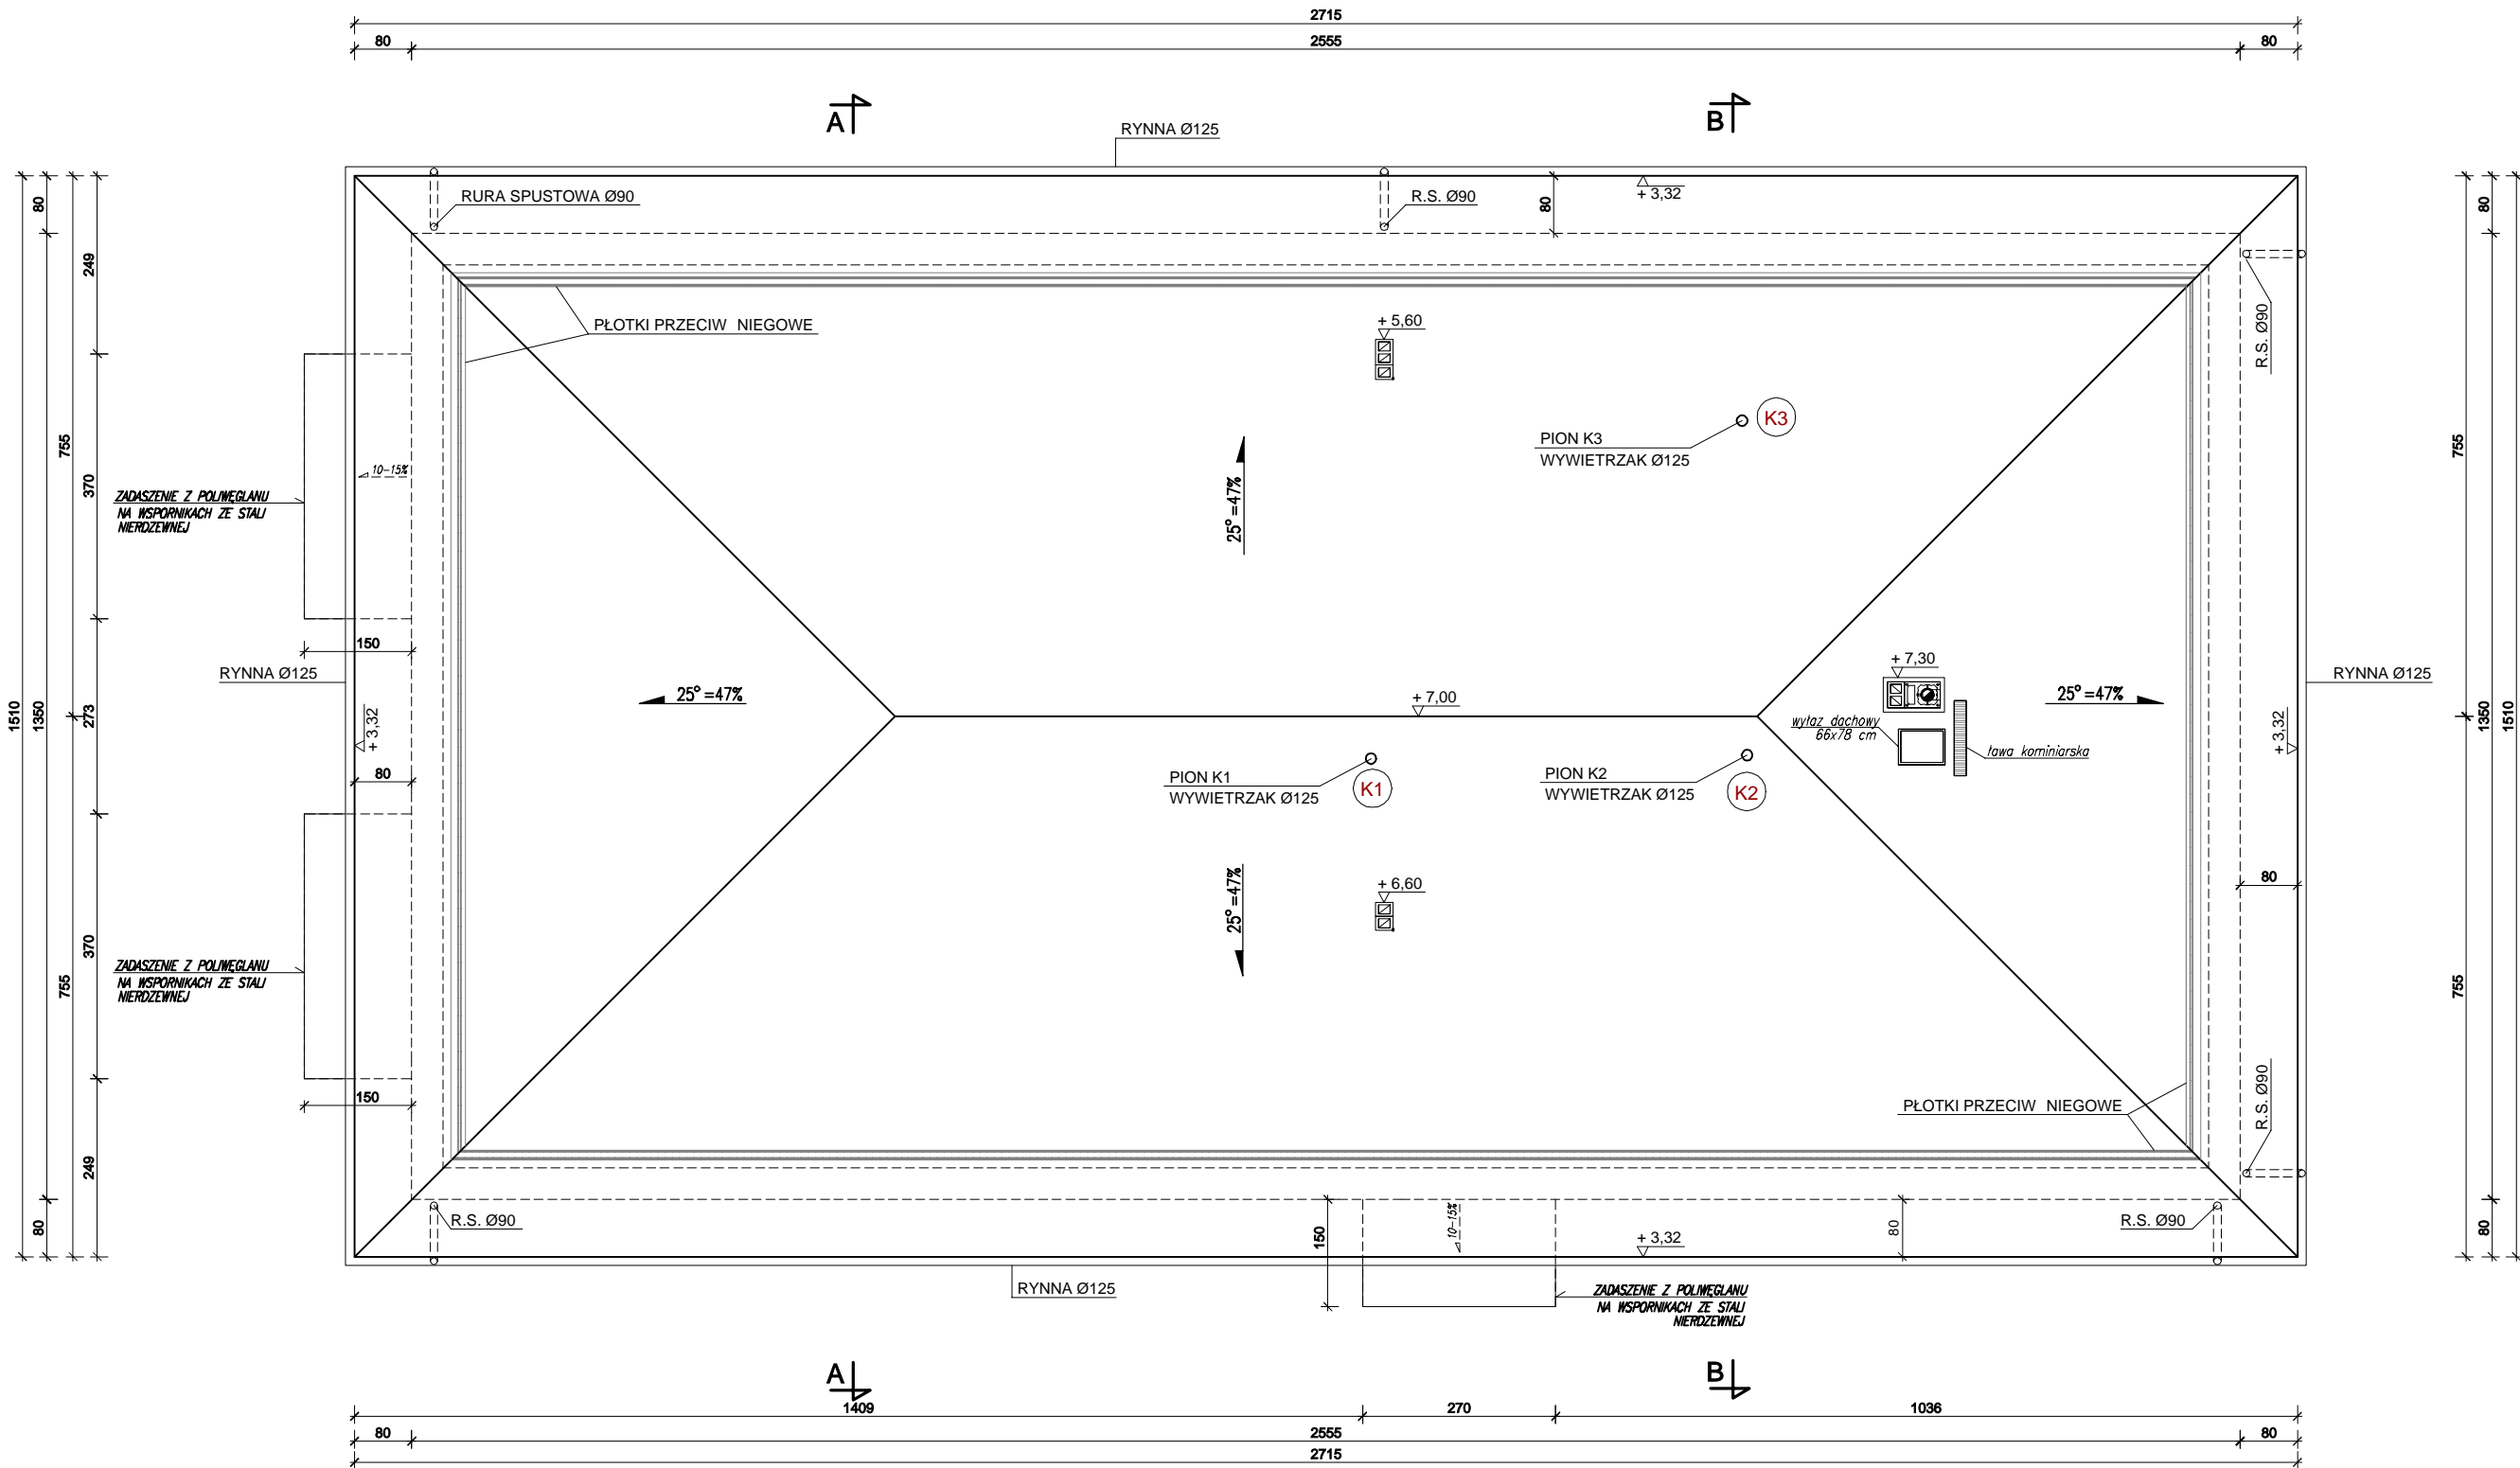 2715
80
2555
80
A
B
RYNNA Ø125
RURA SPUSTOWA Ø90
R.S. Ø90
80
+ 3,32
R.S. Ø90
PŁOTKI PRZECIW NIEGOWE
+ 5,60
K3
PION K3
WYWIETRZAK Ø125
25° =47%
10-15%
ZADASZENIE Z POLIWĘGLANU
NA WSPORNIKACH ZE STALI
NIERDZEWNEJ
150
RYNNA Ø125
+ 3,32
80
25° =47%
+ 7,00
+ 7,30
wyłaz dachowy
66x78 cm
ława kominiarska
25° =47%
RYNNA Ø125
+ 3,32
PION K1
WYWIETRZAK Ø125
K1
PION K2
WYWIETRZAK Ø125
K2
25° =47%
+ 6,60
80
ZADASZENIE Z POLIWĘGLANU
NA WSPORNIKACH ZE STALI
NIERDZEWNEJ
150
PŁOTKI PRZECIW NIEGOWE
R.S. Ø90
R.S. Ø90
150
10-15%
+ 3,32
80
R.S. Ø90
RYNNA Ø125
ZADASZENIE Z POLIWĘGLANU
NA WSPORNIKACH ZE STALI
NIERDZEWNEJ
1510
80
1350
80
755
755
249
370
273
370
249
755
755
80
1350
80
1510
A
B
1409
270
1036
80
2555
80
2715